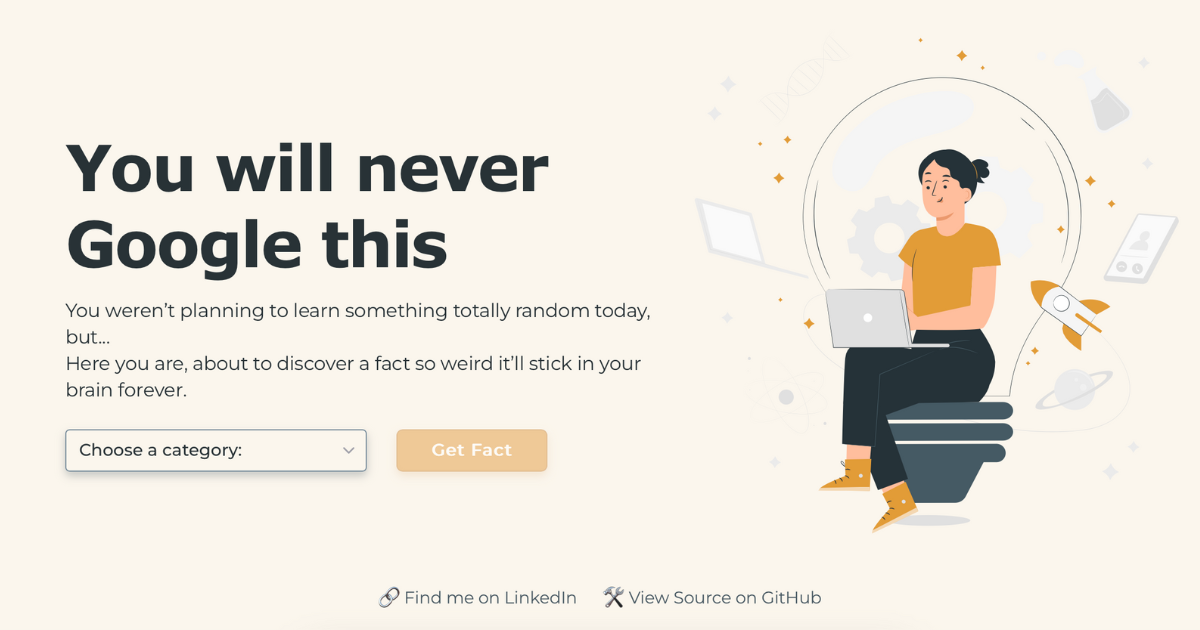 You will never
Google this
You weren’t planning to learn something totally random today,
but...
Here you are, about to discover a fact so weird it’ll stick in your
brain forever.
Choose a category:
Get Fact
🔗 Find me on LinkedIn
🛠️ View Source on GitHub